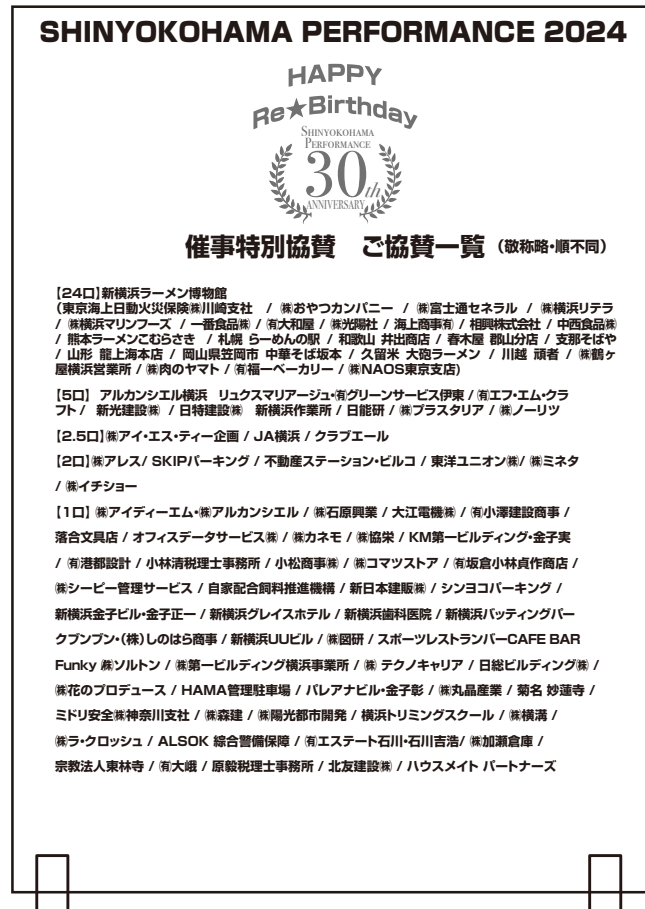 SHINYOKOHAMA PERFORMANCE 2024
HAPPY
Re★Birthday
SHINYOKOHAMA
PERFORMANCE
30th
ANNIVERSARY
催事特別協賛　ご協賛一覧（敬称略・順不同）
【24口】新横浜ラーメン博物館
（東京海上日動火災保険㈱川崎支社 / ㈱おやつカンパニー / ㈱富士通ゼネラル / ㈱横浜リテラ
/ ㈱横浜マリンフーズ / 一番食品㈱ / ㈲大和屋 / ㈱光陽社 / 海上商事㈲ / 相興株式会社 / 中西食品㈱
/ 熊本ラーメンこむらさき / 札幌 らーめんの駅 / 和歌山 井出商店 / 春木屋 郡山分店 / 支那そばや
/ 山形 龍上海本店 / 岡山県笠岡市 中華そば坂本 / 久留米 大砲ラーメン / 川越 頑者 / ㈱鶴ヶ
屋横浜営業所 / ㈱肉のヤマト / ㈲福一ベーカリー / ㈱NAOS東京支店)
【5口】 アルカンシエル横浜 リュクスマリアージュ・㈲グリーンサービス伊東 / ㈲エフ・エム・クラ
フト/ 新光建設㈱ / 日特建設㈱ 新横浜作業所 / 日能研 / ㈱プラスタリア / ㈱ノーリツ
【2.5口】㈱アイ・エス・ティー企画 / JA横浜 / クラブエール
【2口】㈱アレス/ SKIPパーキング / 不動産ステーション・ビルコ / 東洋ユニオン㈱/ ㈱ミネタ
/ ㈱イチショー
【1口】 ㈱アイディーエム・㈱アルカンシエル / ㈱石原興業 / 大江電機㈱ / ㈲小澤建設商事 /
落合文具店 / オフィスデータサービス㈱ / ㈱カネモ / ㈱協栄 / KM第一ビルディング・金子実
/ ㈲港都設計 / 小林清税理士事務所 / 小松商事㈱ / ㈱コマツストア / ㈲坂倉小林貞作商店 /
㈱シーピー管理サービス / 自家配合飼料推進機構 / 新日本建販㈱ / シンヨコパーキング /
新横浜金子ビル・金子正一 / 新横浜グレイスホテル / 新横浜歯科医院 / 新横浜バッティングパー
クブンブン・(株)しのはら商事 / 新横浜UUビル / ㈱図研 / スポーツレストランバーCAFE BAR
Funky ㈱ソルトン / ㈱第一ビルディング横浜事業所 / ㈱ テクノキャリア / 日総ビルディング㈱ /
㈱花のプロデュース / HAMA管理駐車場 / パレアナビル・金子彰 / ㈱丸晶産業 / 菊名 妙蓮寺 /
ミドリ安全㈱神奈川支社 / ㈱森建 / ㈱陽光都市開発 / 横浜トリミングスクール / ㈱横溝 /
㈱ラ・クロッシュ / ALSOK 綜合警備保障 / ㈲エステート石川・石川吉浩/ ㈱加瀬倉庫 /
宗教法人東林寺 / ㈲大峨 / 原毅税理士事務所 / 北友建設㈱ / ハウスメイト パートナーズ